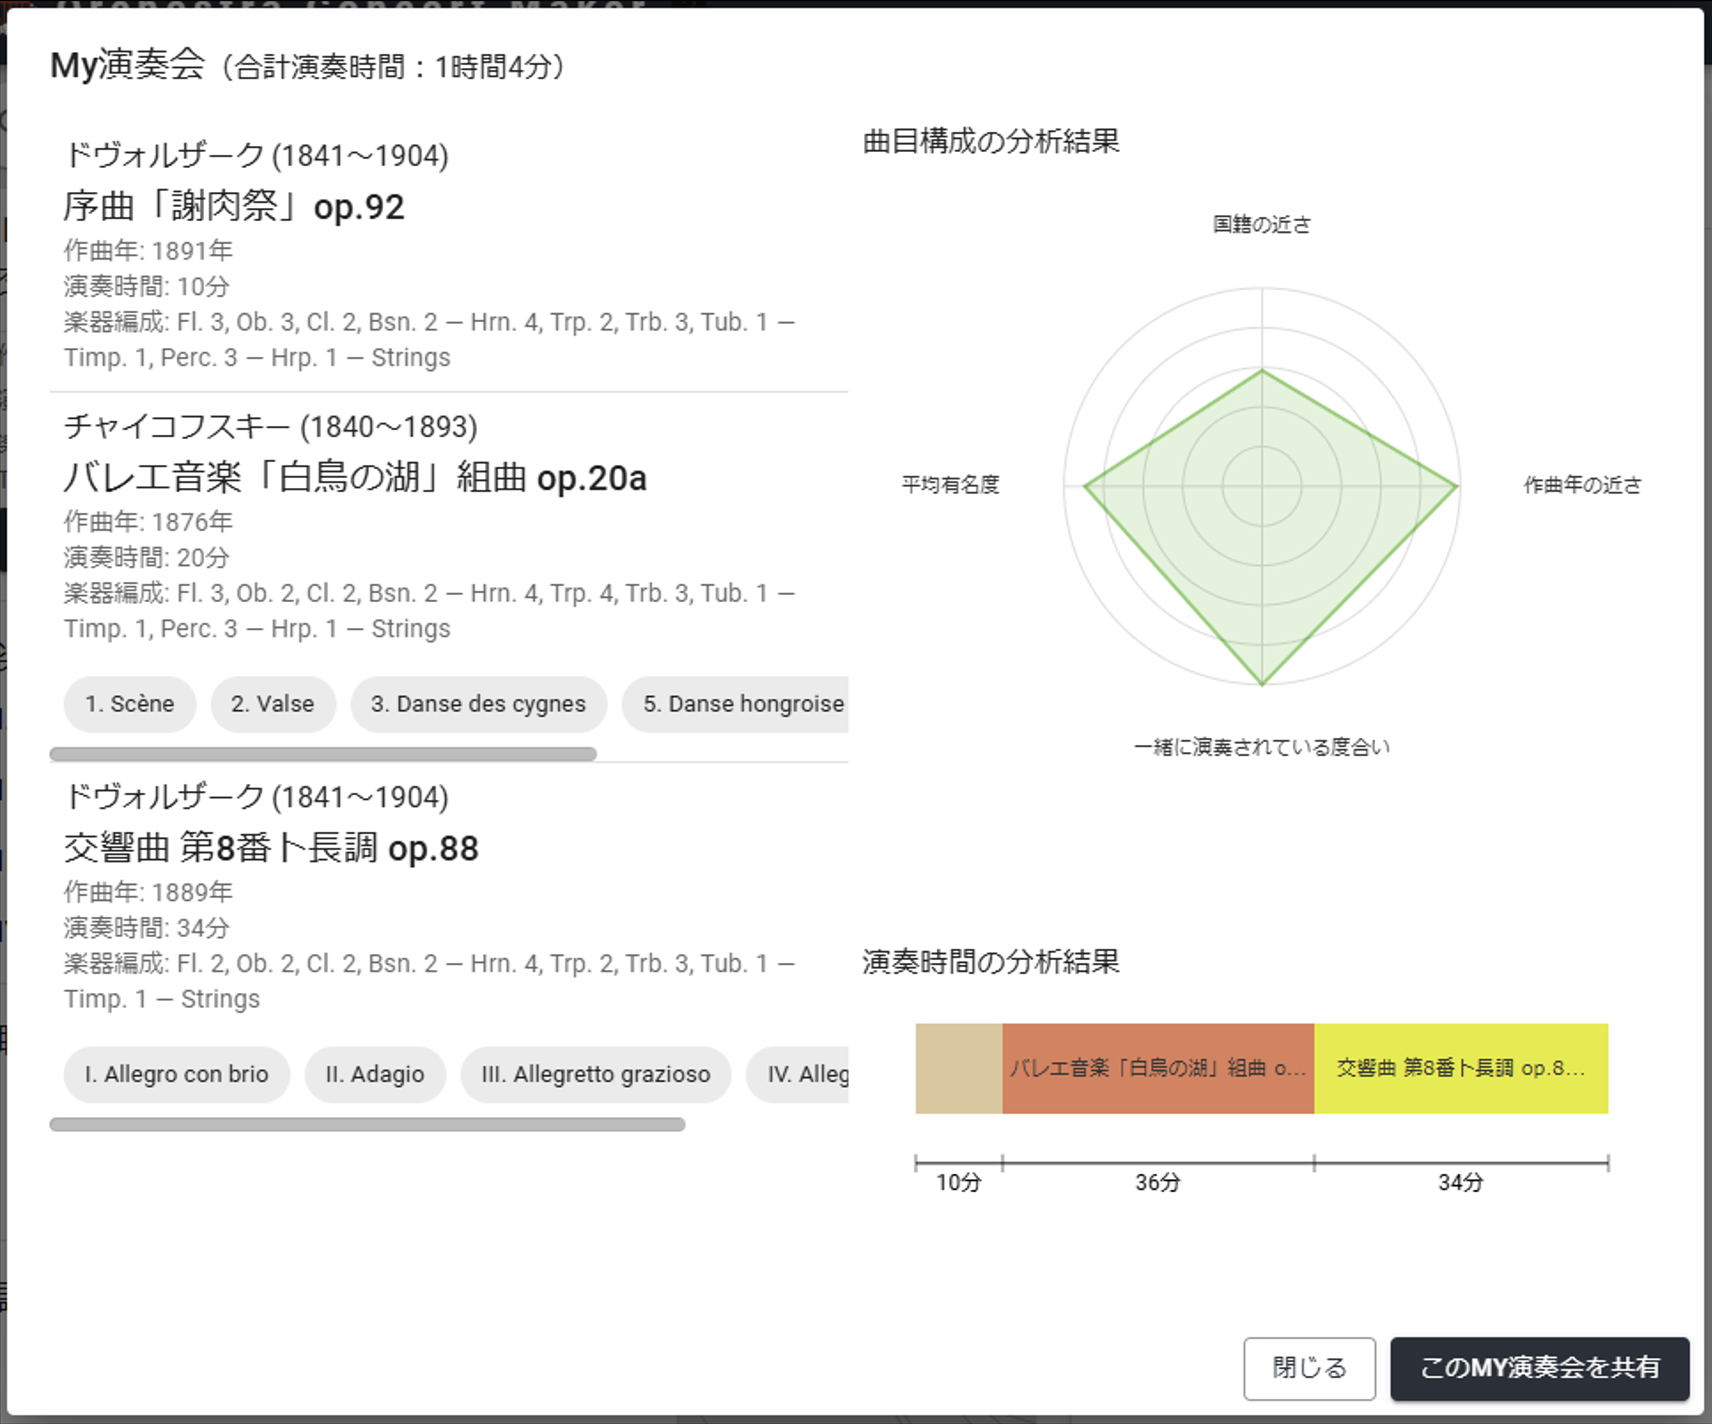 My演奏会（合計演奏時間：1時間4分）
ドヴォルザーク (1841～1904)
序曲「謝肉祭」op.92
作曲年: 1891年
演奏時間: 10分
楽器編成: Fl. 3, Ob. 3, Cl. 2, Bsn. 2 — Hrn. 4, Trp. 2, Trb. 3, Tub. 1 —
Timp. 1, Perc. 3 — Hrp. 1 — Strings
チャイコフスキー (1840～1893)
バレエ音楽「白鳥の湖」組曲 op.20a
作曲年: 1876年
演奏時間: 20分
楽器編成: Fl. 3, Ob. 2, Cl. 2, Bsn. 2 — Hrn. 4, Trp. 4, Trb. 3, Tub. 1 —
Timp. 1, Perc. 3 — Hrp. 1 — Strings
1. Scène
2. Valse
3. Danse des cygnes
5. Danse hongroise
ドヴォルザーク (1841～1904)
交響曲 第8番ト長調 op.88
作曲年: 1889年
演奏時間: 34分
楽器編成: Fl. 2, Ob. 2, Cl. 2, Bsn. 2 — Hrn. 4, Trp. 2, Trb. 3, Tub. 1 —
Timp. 1 — Strings
I. Allegro con brio
II. Adagio
III. Allegretto grazioso
IV. Alleg
曲目構成の分析結果
国籍の近さ
平均有名度
作曲年の近さ
一緒に演奏されている度合い
演奏時間の分析結果
バレエ音楽「白鳥の湖」組曲 o...
交響曲 第8番ト長調 op.8...
10分
36分
34分
閉じる
このMY演奏会を共有